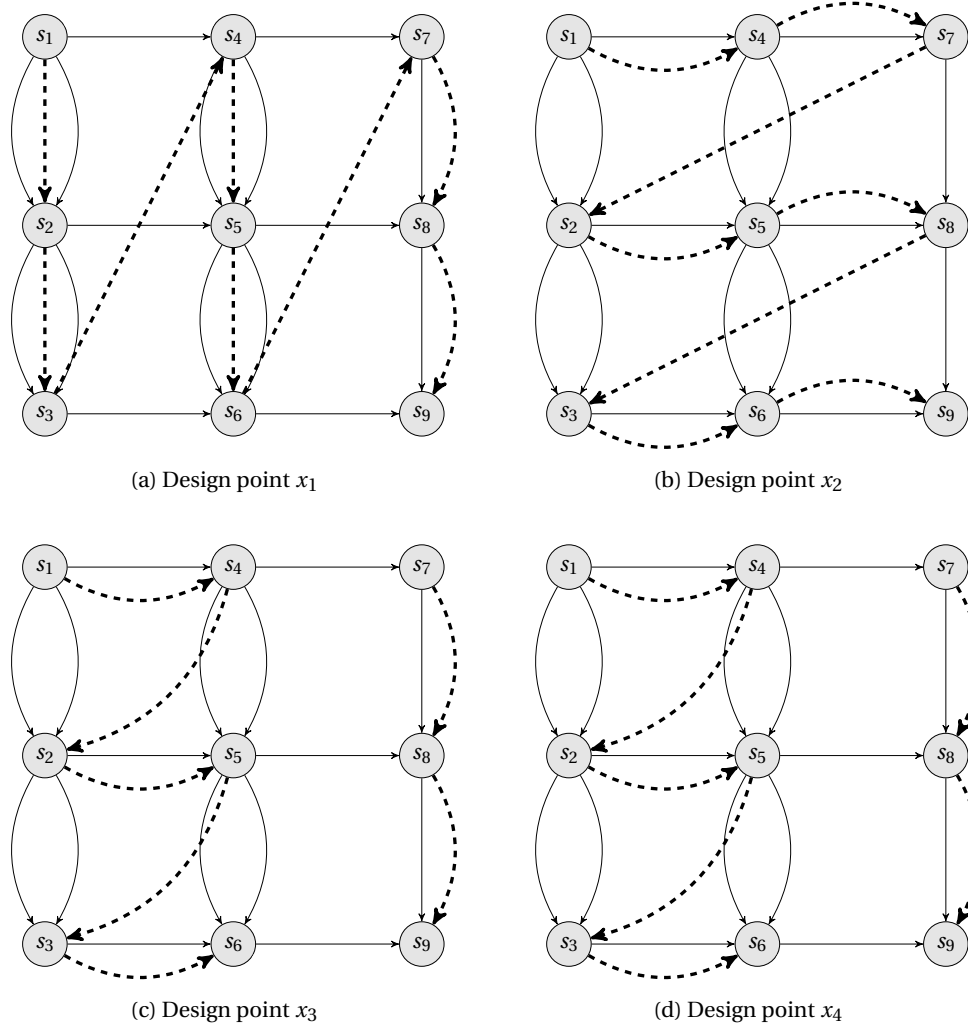 s1 s4 s7
s2 s5 s8
s3 s6 s9
(a) Design point x1
s1 s4 s7
s2 s5 s8
s3 s6 s9
(b) Design point x2
s1 s4 s7
s2 s5 s8
s3 s6 s9
(c) Design point x3
s1 s4 s7
s2 s5 s8
s3 s6 s9
(d) Design point x4